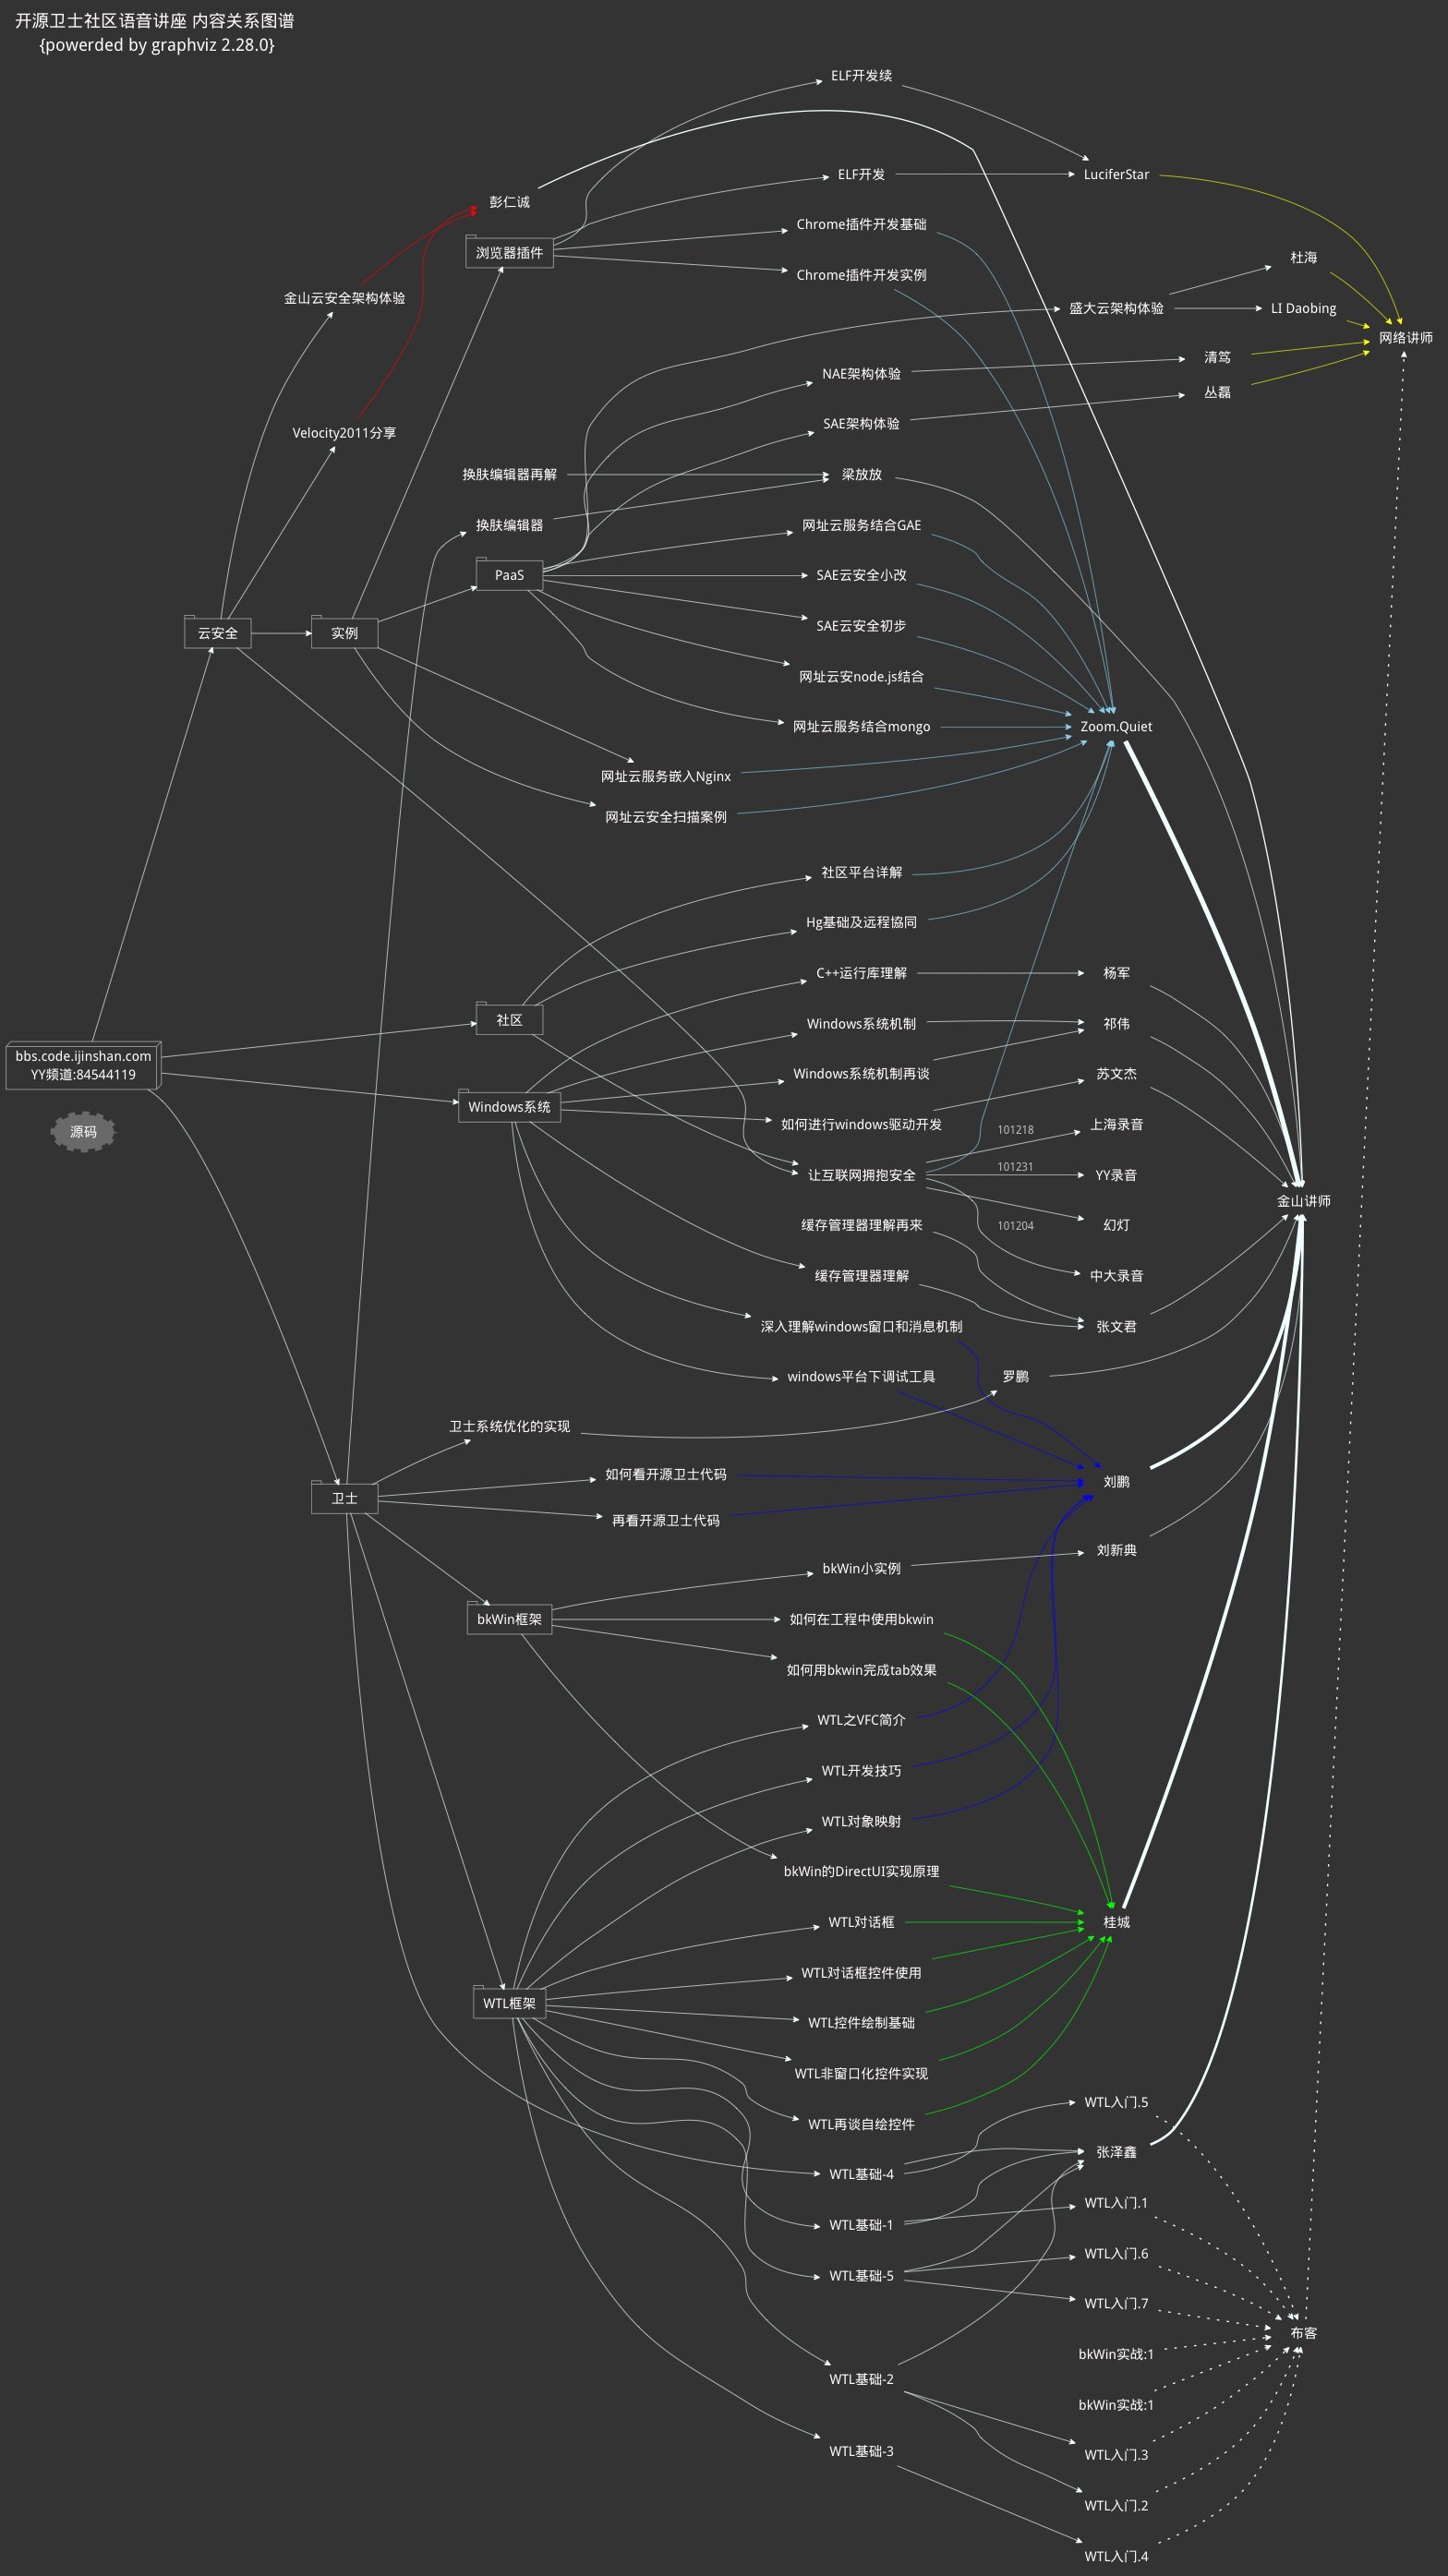 开源卫士社区语音讲座 内容关系图谱
{powerded by graphviz 2.28.0}
ELF开发续
ELF开发
LuciferStar
彭仁诚
Chrome插件开发基础
浏览器插件
杜海
Chrome插件开发实例
金山云安全架构体验
盛大云架构体验
LI Daobing
网络讲师
清笃
NAE架构体验
丛磊
SAE架构体验
Velocity2011分享
换肤编辑器再解
梁放放
换肤编辑器
网址云服务结合GAE
PaaS
SAE云安全小改
SAE云安全初步
云安全
实例
网址云安node.js结合
网址云服务结合mongo
Zoom.Quiet
网址云服务嵌入Nginx
网址云安全扫描案例
社区平台详解
Hg基础及远程協同
C++运行库理解
杨军
社区
Windows系统机制
祁伟
bbs.code.ijinshan.com
YY频道:84544119
Windows系统机制再谈
苏文杰
Windows系统
如何进行windows驱动开发
101218
上海录音
源码
让互联网拥抱安全
101231
YY录音
金山讲师
缓存管理器理解再来
101204
幻灯
缓存管理器理解
中大录音
深入理解windows窗口和消息机制
张文君
windows平台下调试工具
罗鹏
卫士系统优化的实现
如何看开源卫士代码
刘鹏
卫士
再看开源卫士代码
刘新典
bkWin小实例
bkWin框架
如何在工程中使用bkwin
如何用bkwin完成tab效果
WTL之VFC简介
WTL开发技巧
WTL对象映射
bkWin的DirectUI实现原理
WTL对话框
桂城
WTL对话框控件使用
WTL框架
WTL控件绘制基础
WTL非窗口化控件实现
WTL入门.5
WTL再谈自绘控件
张泽鑫
WTL基础-4
WTL入门.1
WTL基础-1
WTL入门.6
WTL基础-5
WTL入门.7
布客
bkWin实战:1
WTL基础-2
bkWin实战:1
WTL基础-3
WTL入门.3
WTL入门.2
WTL入门.4